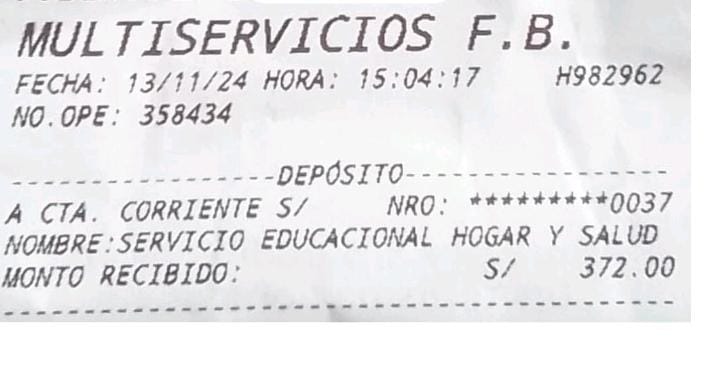 MULTISERVICIOS F.B.
FECHA: 13/11/24 HORA: 15:04:17 H982962
NO.OPE: 358434
-----------------DEPÓSITO-----------------
A CTA. CORRIENTE S/ NRO: *********0037
NOMBRE:SERVICIO EDUCACIONAL HOGAR Y SALUD
MONTO RECIBIDO: S/ 372.00
------------------------------------------